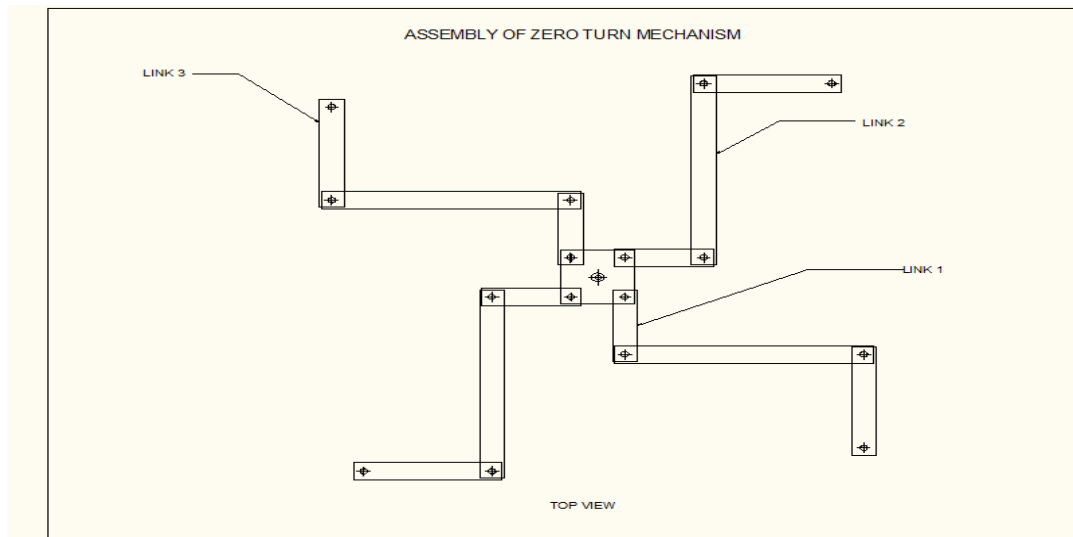 ASSEMBLY OF ZERO TURN MECHANISM
LINK 3
LINK 2
LINK 1
TOP VIEW